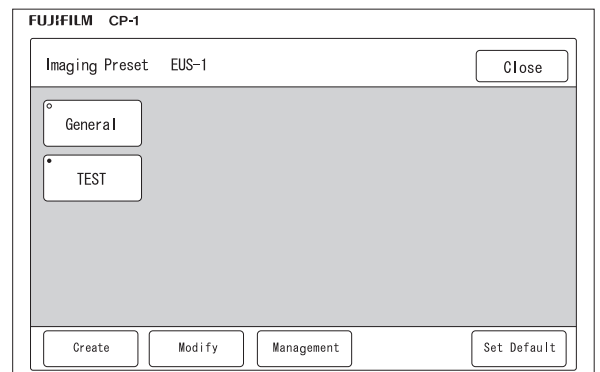 FUJIFILM CP-1
Imaging Preset EUS-1 Close
General
TEST
Create Modify Management Set Default